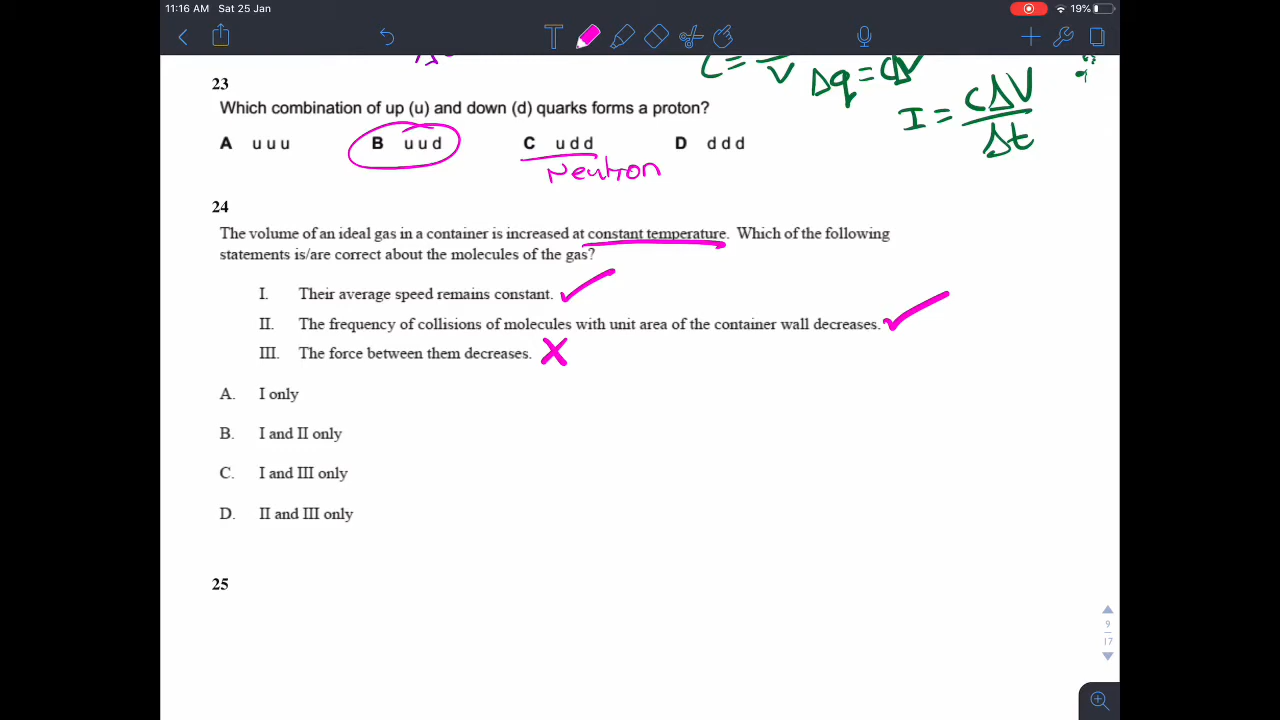 11:16 AM Sat 25 Jan
19%
I = CΔV/Δt
Δq = CΔV
23
Which combination of up (u) and down (d) quarks forms a proton?
A u u u B u u d C u d d D d d d
Neutron
24
The volume of an ideal gas in a container is increased at constant temperature. Which of the following
statements is/are correct about the molecules of the gas?
I. Their average speed remains constant.
II. The frequency of collisions of molecules with unit area of the container wall decreases.
III. The force between them decreases.
A. I only
B. I and II only
C. I and III only
D. II and III only
25
9
17